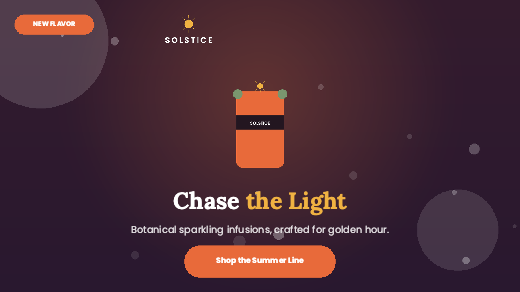 NEW FLAVOR
SOLSTICE
SOLSTICE
Chase the Light
Botanical sparkling infusions, crafted for golden hour.
Shop the Summer Line